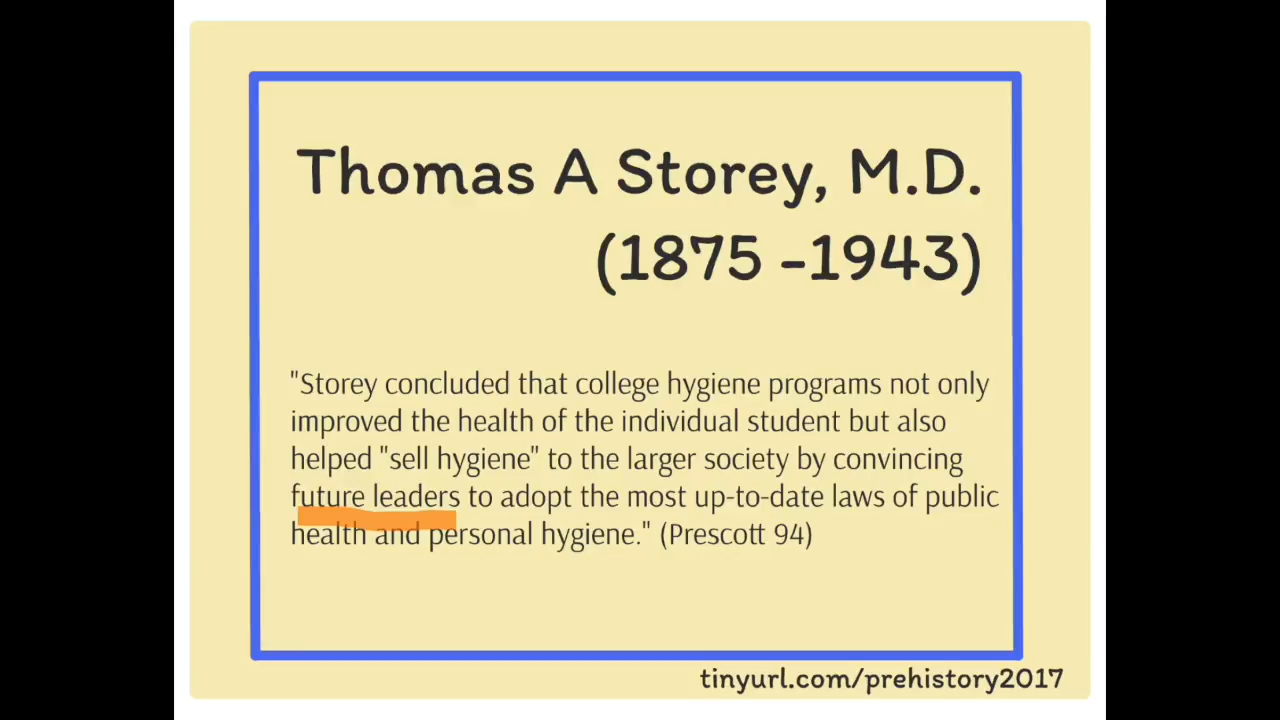 Thomas A Storey, M.D.
(1875 -1943)
"Storey concluded that college hygiene programs not only
improved the health of the individual student but also
helped "sell hygiene" to the larger society by convincing
future leaders to adopt the most up-to-date laws of public
health and personal hygiene." (Prescott 94)
tinyurl.com/prehistory2017